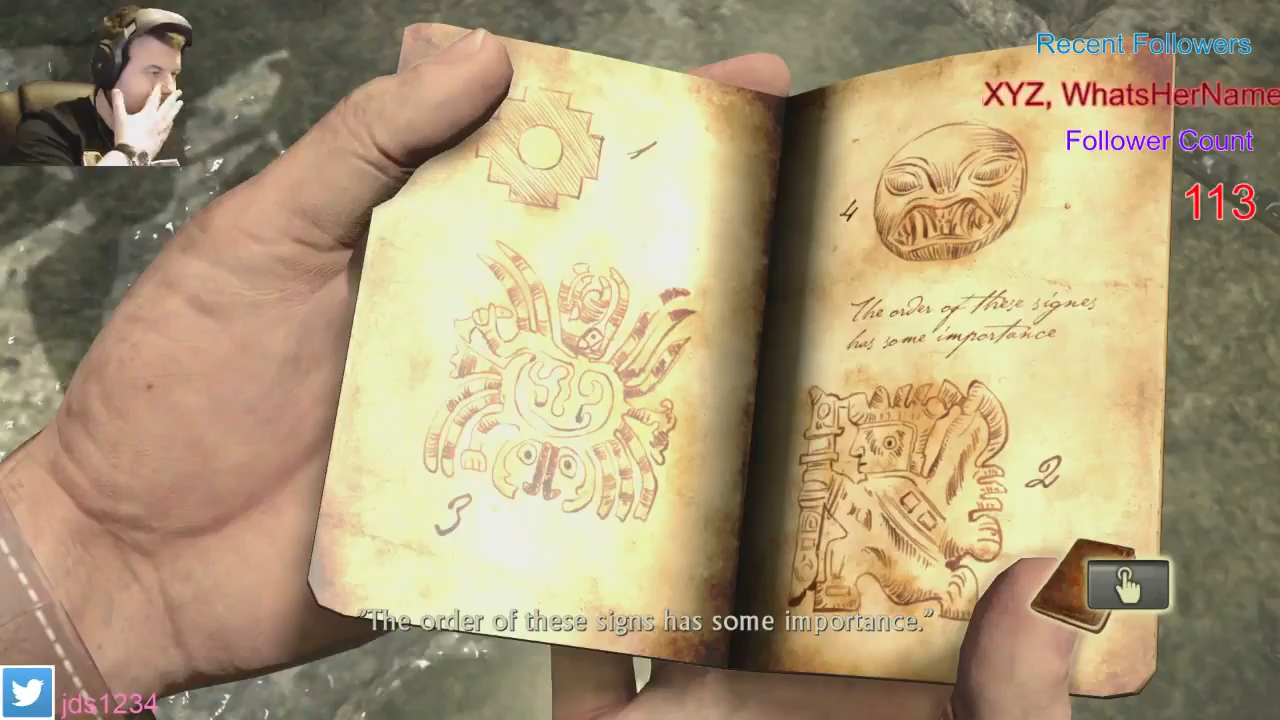 Recent Followers
XYZ, WhatsHerName
Follower Count
113
1
4
The order of these signes
has some importance
2
3
"The order of these signs has some importance."
jds1234